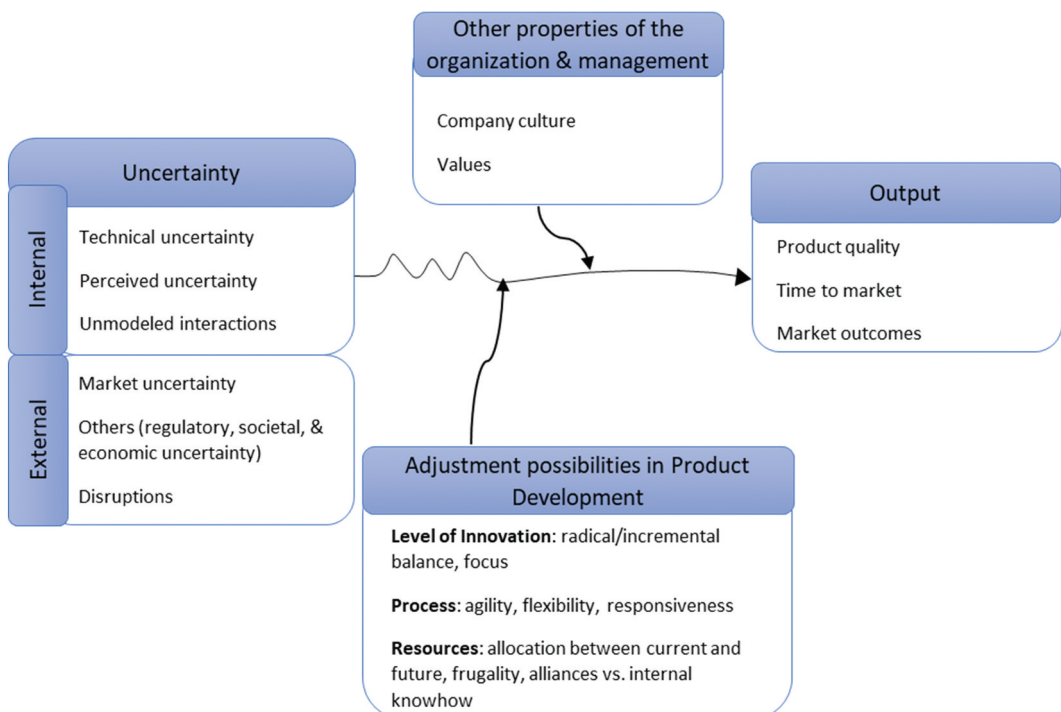 Other properties of the
organization & management
Company culture
Values
Uncertainty
Internal
Technical uncertainty
Perceived uncertainty
Unmodeled interactions
External
Market uncertainty
Others (regulatory, societal, &
economic uncertainty)
Disruptions
Output
Product quality
Time to market
Market outcomes
Adjustment possibilities in Product
Development
Level of Innovation: radical/incremental
balance, focus
Process: agility, flexibility, responsiveness
Resources: allocation between current and
future, frugality, alliances vs. internal
knowhow